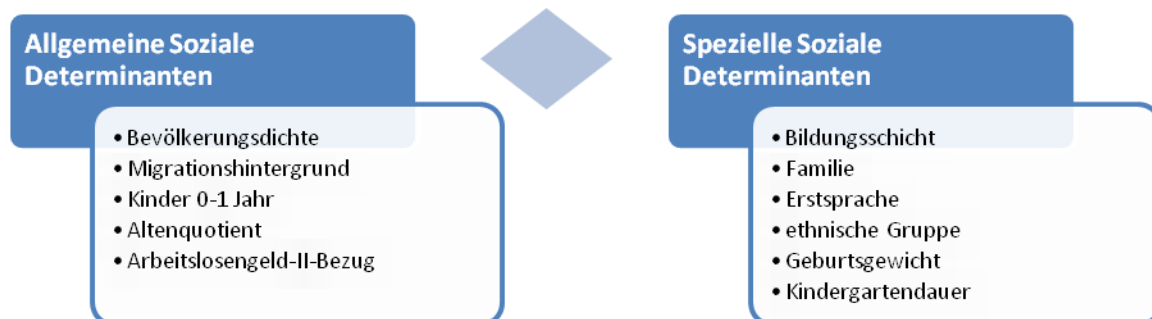 Allgemeine Soziale
Determinanten
• Bevölkerungsdichte
• Migrationshintergrund
• Kinder 0-1 Jahr
• Altenquotient
• Arbeitslosengeld-II-Bezug
Spezielle Soziale
Determinanten
• Bildungsschicht
• Familie
• Erstsprache
• ethnische Gruppe
• Geburtsgewicht
• Kindergartendauer